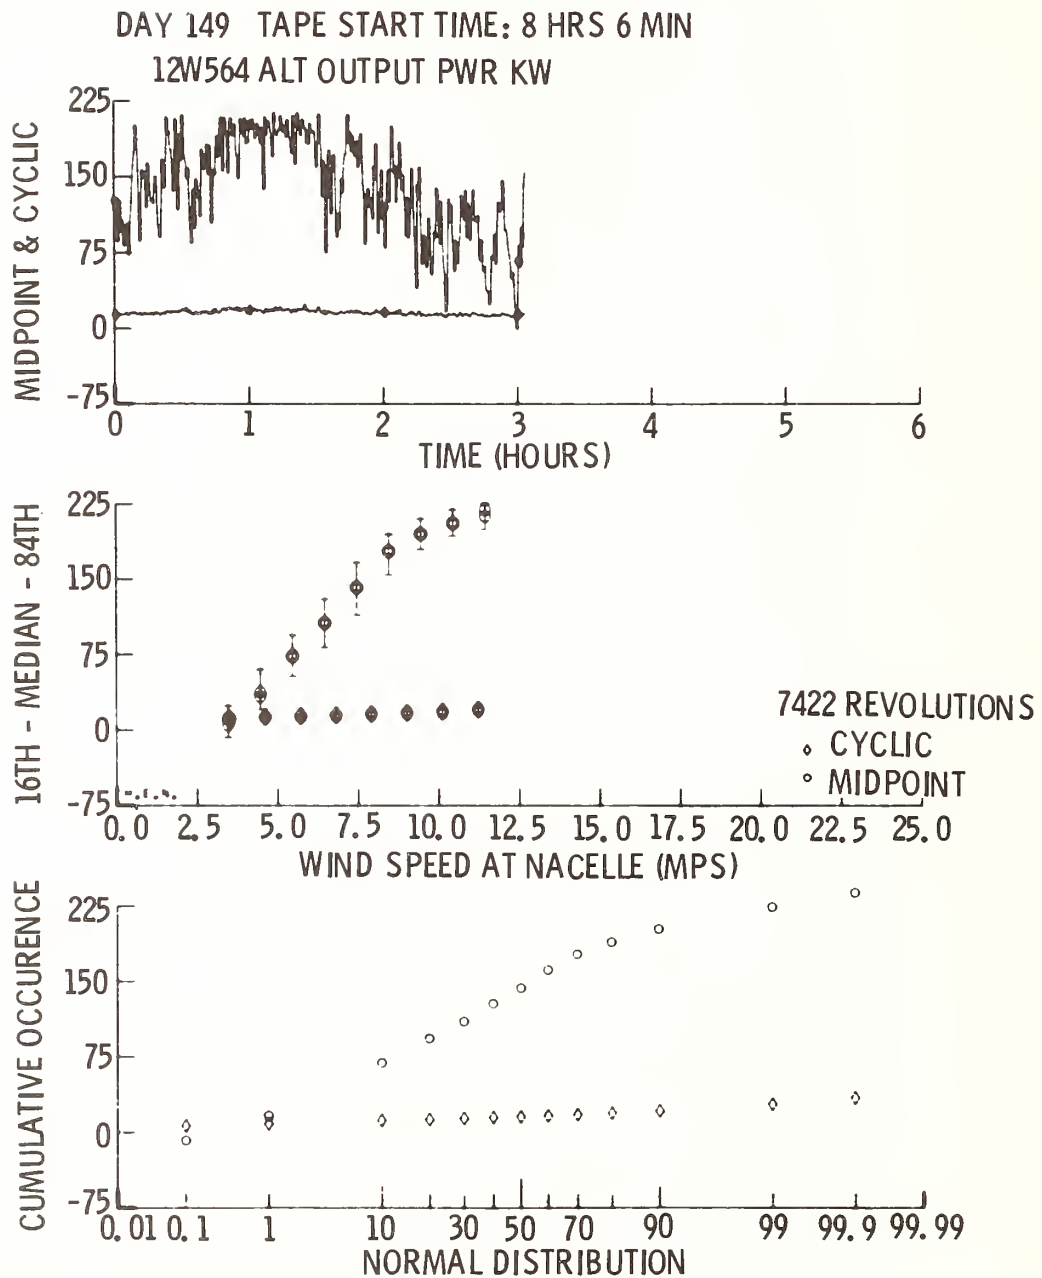 DAY 149 TAPE START TIME: 8 HRS 6 MIN
12W564 ALT OUTPUT PWR KW
MIDPOINT & CYCLIC
225
150
75
0
-75
0 1 2 3 4 5 6
TIME (HOURS)
16TH - MEDIAN - 84TH
225
150
75
0
-75
7422 REVOLUTIONS
CYCLIC
MIDPOINT
0.0 2.5 5.0 7.5 10.0 12.5 15.0 17.5 20.0 22.5 25.0
WIND SPEED AT NACELLE (MPS)
CUMULATIVE OCCURENCE
225
150
75
0
-75
0.01 0.1 1 10 30 50 70 90 99 99.9 99.99
NORMAL DISTRIBUTION